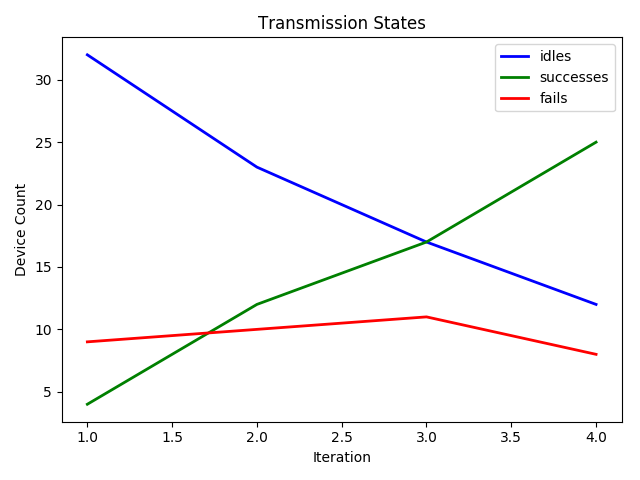 Transmission States
idles
successes
fails
Device Count
30
25
20
15
10
5
1.0 1.5 2.0 2.5 3.0 3.5 4.0
Iteration